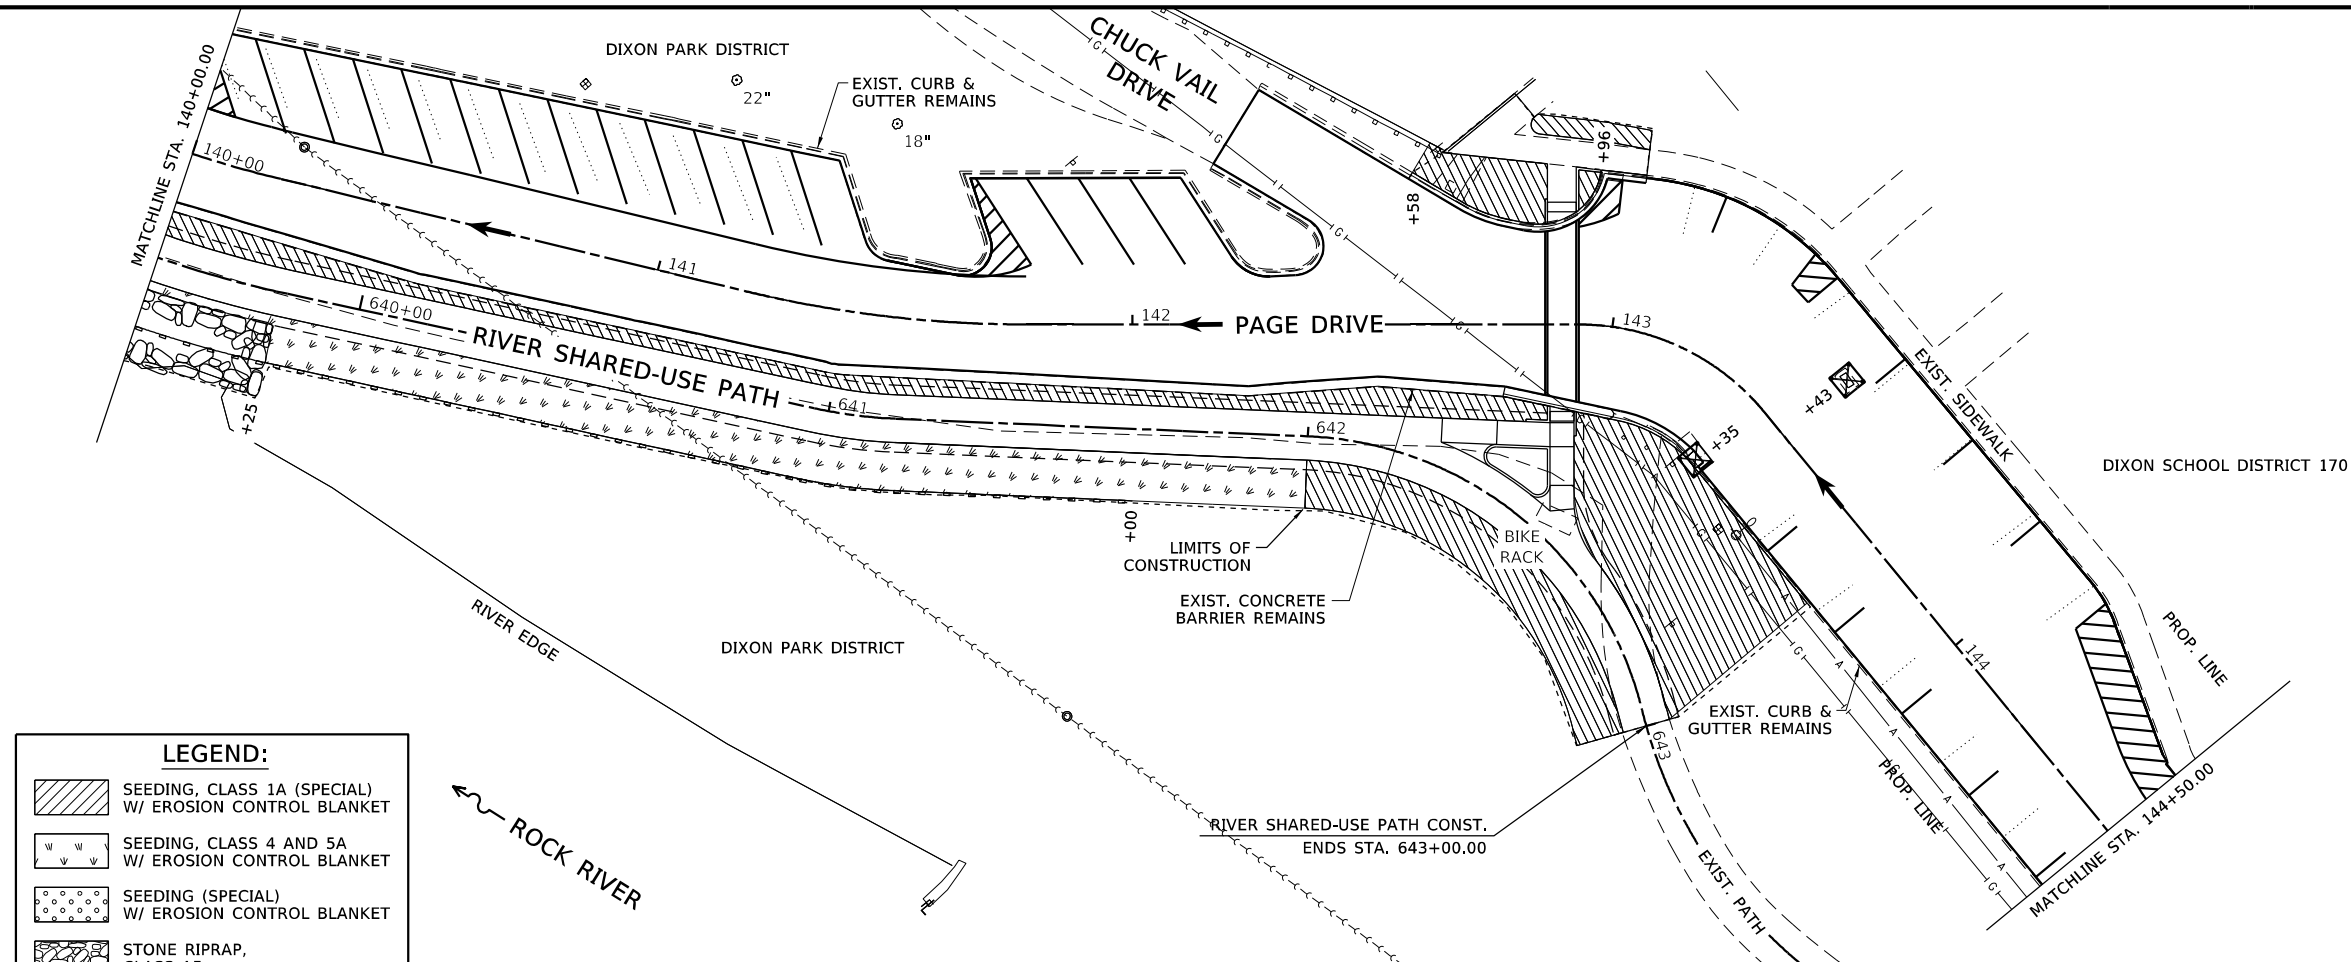 DIXON PARK DISTRICT
CHUCK VAIL
DRIVE
MATCHLINE STA. 140+00.00
22"
EXIST. CURB &
GUTTER REMAINS
18"
+96
+58
140+00
141
142
PAGE DRIVE
143
640+00
RIVER SHARED-USE PATH
641
642
+25
+00
+43
+35
EXIST. SIDEWALK
DIXON SCHOOL DISTRICT 170
LIMITS OF
CONSTRUCTION
BIKE
RACK
EXIST. CONCRETE
BARRIER REMAINS
RIVER EDGE
DIXON PARK DISTRICT
144
PROP. LINE
EXIST. CURB &
GUTTER REMAINS
643
PROP. LINE
MATCHLINE STA. 144+50.00
RIVER SHARED-USE PATH CONST.
ENDS STA. 643+00.00
EXIST. PATH
ROCK RIVER
LEGEND:
SEEDING, CLASS 1A (SPECIAL)
W/ EROSION CONTROL BLANKET
SEEDING, CLASS 4 AND 5A
W/ EROSION CONTROL BLANKET
SEEDING (SPECIAL)
W/ EROSION CONTROL BLANKET
STONE RIPRAP,